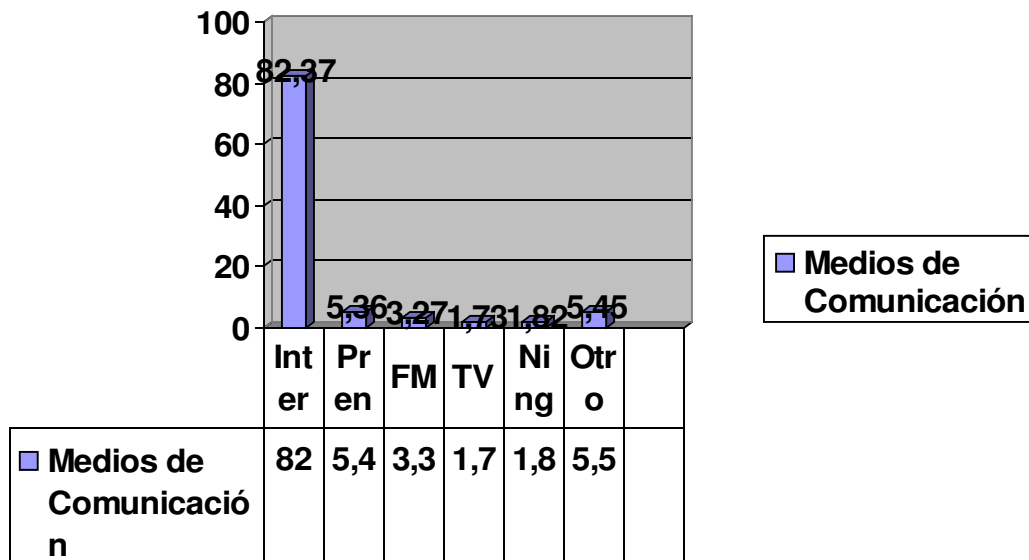 100
80
60
40
20
0
82,37
5,36
3,27
1,73
1,82
5,45
Int
er
Pr
en
FM
TV
Ni
ng
Otr
o
Medios de
Comunicació
n
82
5,4
3,3
1,7
1,8
5,5
Medios de
Comunicación